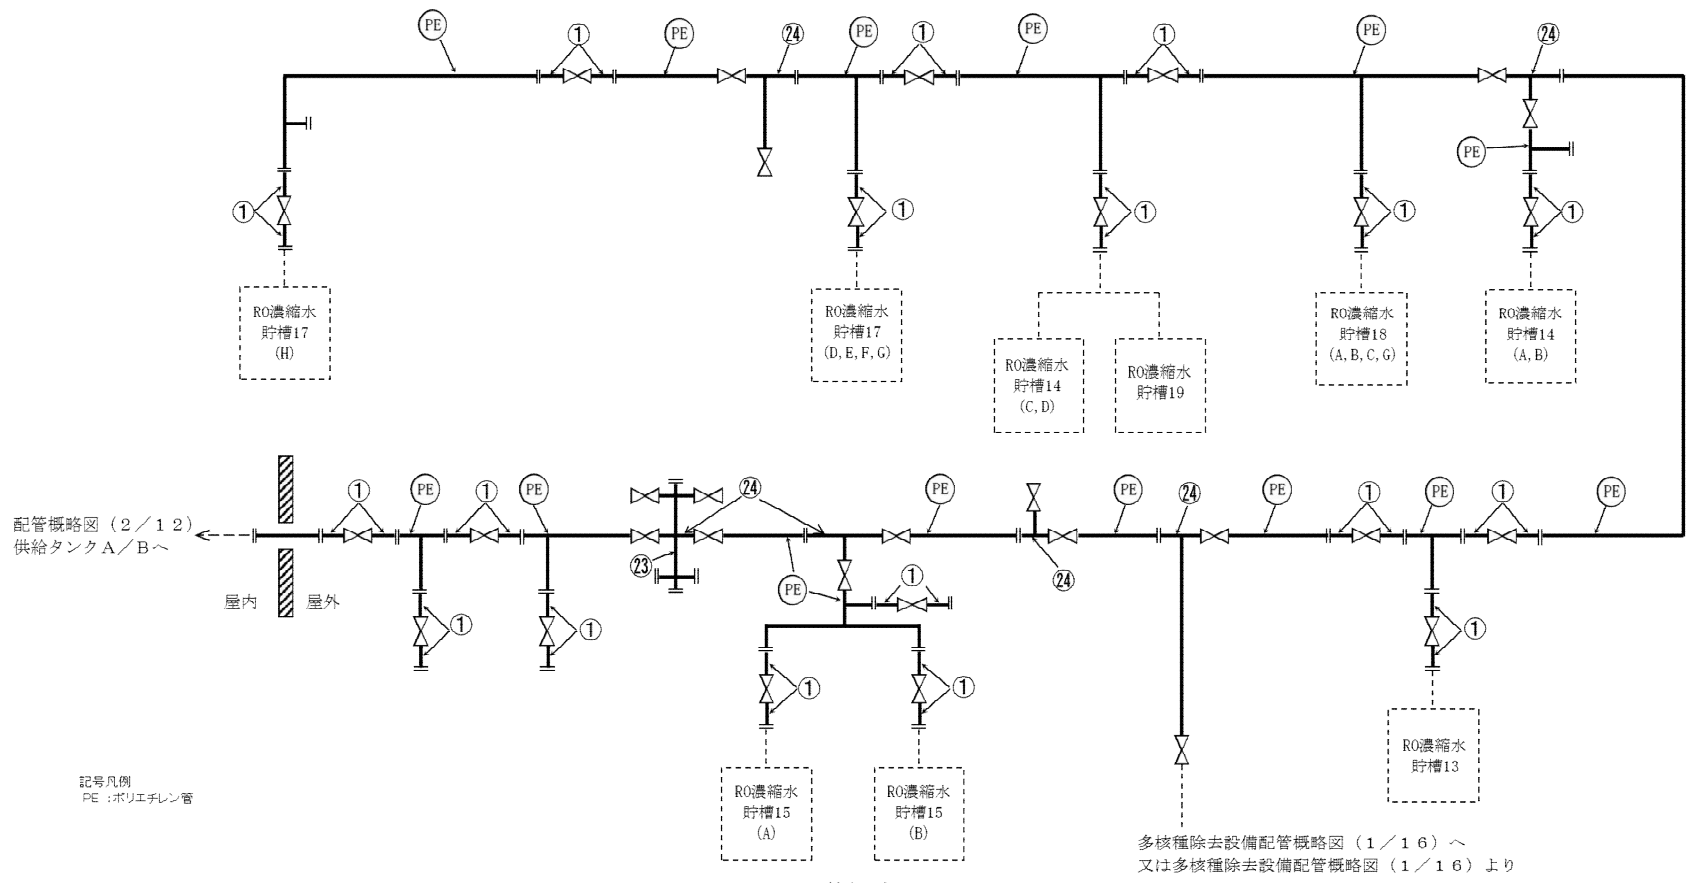 PE
①
PE
㉔
PE
①
PE
①
PE
㉔
PE
①
①
①
①
①
RO濃縮水
貯槽17
(H)
RO濃縮水
貯槽17
(D,E,F,G)
RO濃縮水
貯槽14
(C,D)
RO濃縮水
貯槽19
RO濃縮水
貯槽18
(A,B,C,G)
RO濃縮水
貯槽14
(A,B)
配管概略図(2/12)
供給タンクA/Bへ
屋内
屋外
①
PE
①
PE
㉔
PE
PE
㉔
PE
①
PE
①
PE
㉓
PE
①
㉔
①
①
①
①
①
RO濃縮水
貯槽15
(A)
RO濃縮水
貯槽15
(B)
RO濃縮水
貯槽13
記号凡例
PE :ポリエチレン管
多核種除去設備配管概略図(1/16)へ
又は多核種除去設備配管概略図(1/16)より